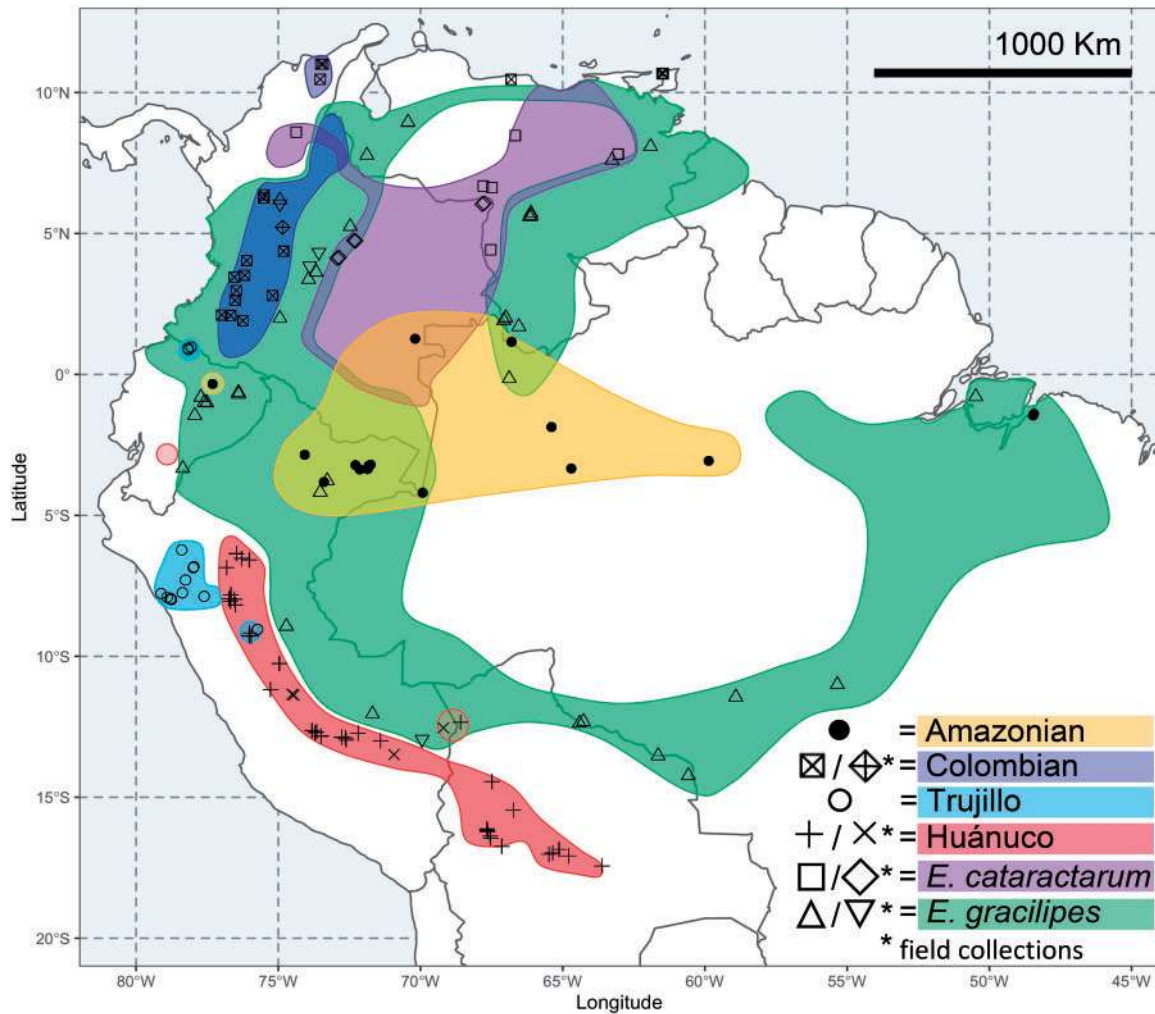 1000 Km
10°N
5°N
0°
5°S
10°S
15°S
20°S
Latitude
80°W 75°W 70°W 65°W 60°W 55°W 50°W 45°W
Longitude
= Amazonian
/ * = Colombian
= Trujillo
/ * = Huánuco
/ * = E. cataractarum
/ * = E. gracilipes
* field collections